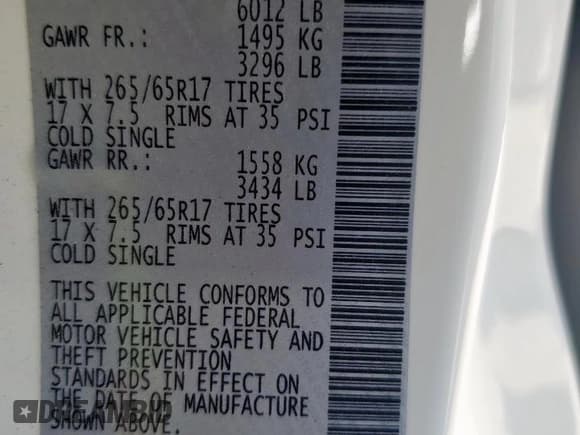 6012 LB
GAWR FR.: 1495 KG
3296 LB
WITH 265/65R17 TIRES
17 X 7.5 RIMS AT 35 PSI
COLD SINGLE
GAWR RR.: 1558 KG
3434 LB
WITH 265/65R17 TIRES
17 X 7.5 RIMS AT 35 PSI
COLD SINGLE
THIS VEHICLE CONFORMS TO
ALL APPLICABLE FEDERAL
MOTOR VEHICLE SAFETY AND
THEFT PREVENTION
STANDARDS IN EFFECT ON
THE DATE OF MANUFACTURE
SHOWN ABOVE.